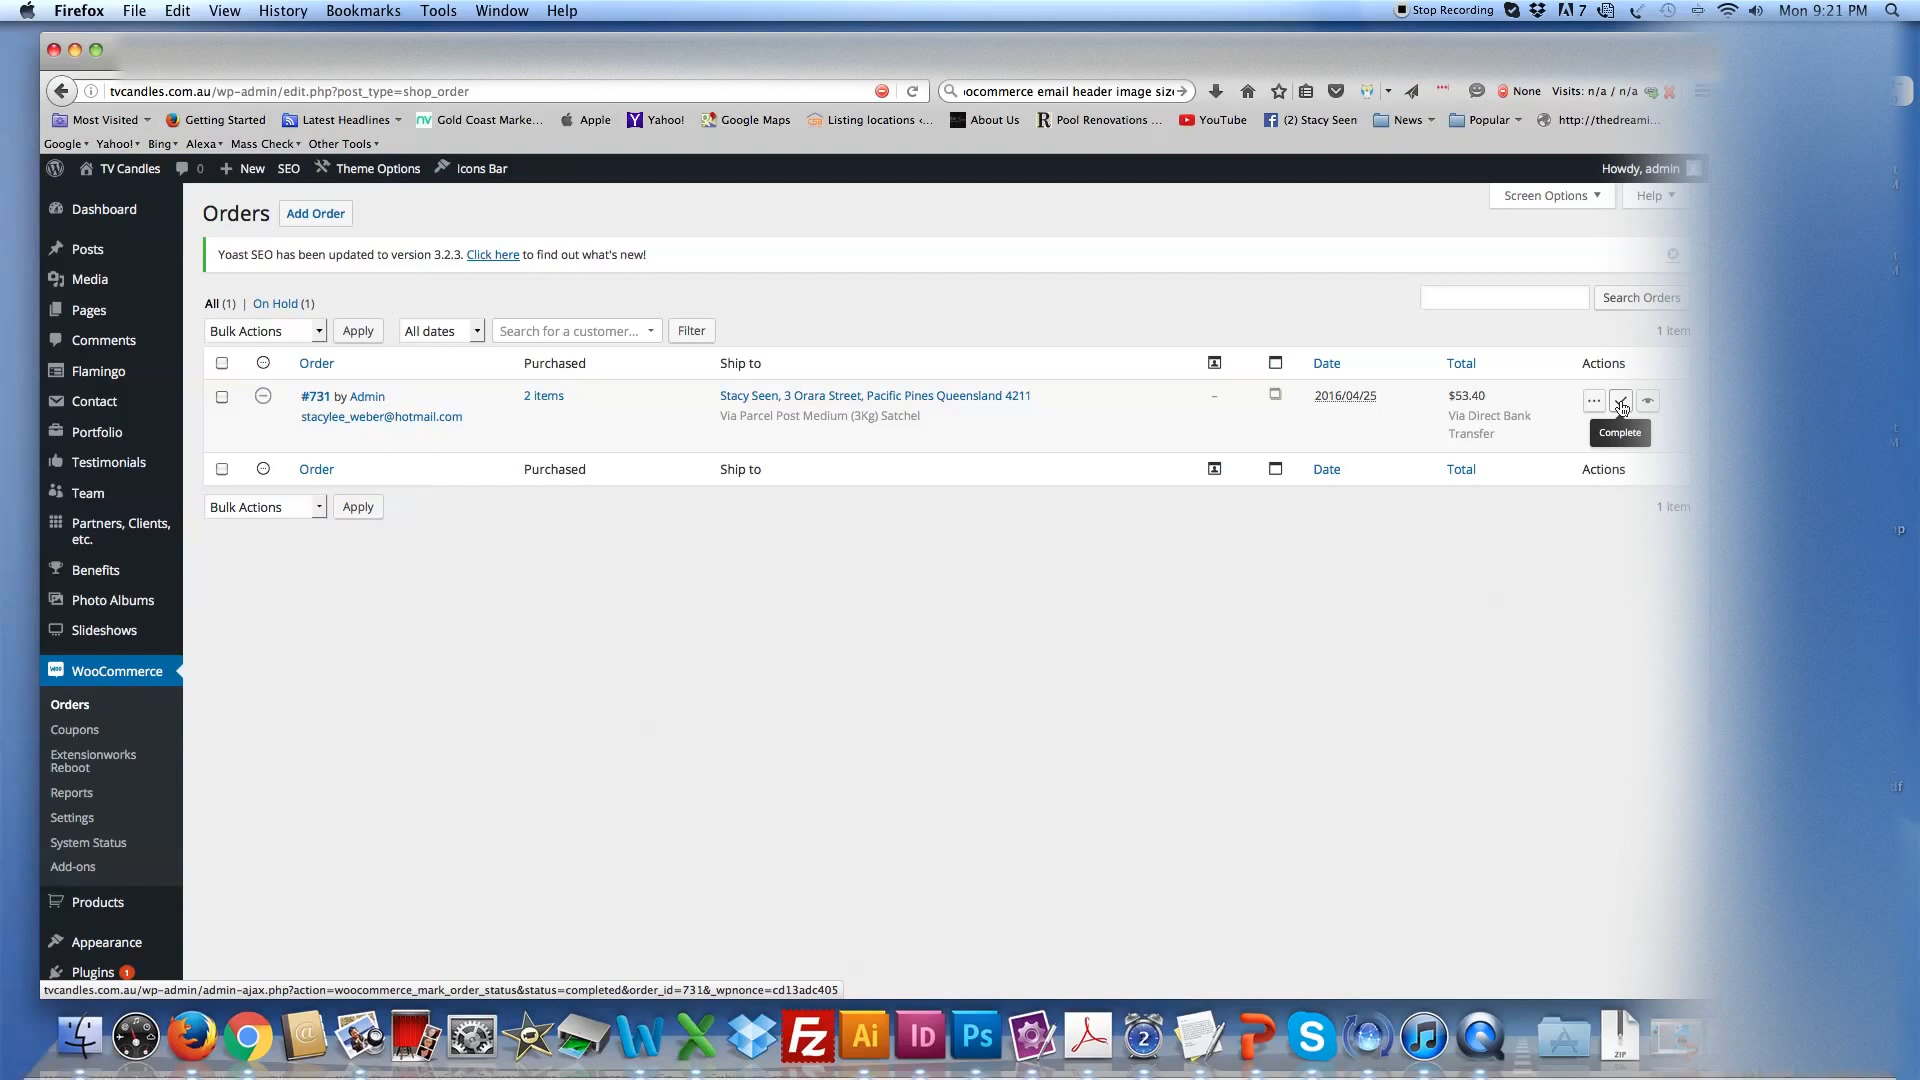 Firefox File Edit View History Bookmarks Tools Window Help
Stop Recording 7 Mon 9:21 PM
tvcandles.com.au/wp-admin/edit.php?post_type=shop_order
ocommerce email header image size
None Visits: n/a / n/a
Most Visited Getting Started Latest Headlines Gold Coast Marke... Apple Yahoo! Google Maps Listing locations ‹... About Us Pool Renovations ... YouTube (2) Stacy Seen News Popular http://thedreami...
Google Yahoo! Bing Alexa Mass Check Other Tools
TV Candles 0 New SEO Theme Options Icons Bar Howdy, admin
Dashboard
Posts
Media
Pages
Comments
Flamingo
Contact
Portfolio
Testimonials
Team
Partners, Clients,
etc.
Benefits
Photo Albums
Slideshows
WooCommerce
Orders
Coupons
Extensionworks
Reboot
Reports
Settings
System Status
Add-ons
Products
Appearance
Plugins 1
Screen Options Help
Orders Add Order
Yoast SEO has been updated to version 3.2.3. Click here to find out what's new!
All (1) | On Hold (1)
Search Orders
Bulk Actions Apply All dates Search for a customer... Filter
1 item
Order Purchased Ship to Date Total Actions
#731 by Admin 2 items Stacy Seen, 3 Orara Street, Pacific Pines Queensland 4211 – 2016/04/25 $53.40
stacylee_weber@hotmail.com Via Parcel Post Medium (3Kg) Satchel Via Direct Bank
Transfer
Complete
Order Purchased Ship to Date Total Actions
Bulk Actions Apply
1 item
tvcandles.com.au/wp-admin/admin-ajax.php?action=woocommerce_mark_order_status&status=completed&order_id=731&_wpnonce=cd13adc405
W X Fz Ai Id Ps 2 P S ZIP